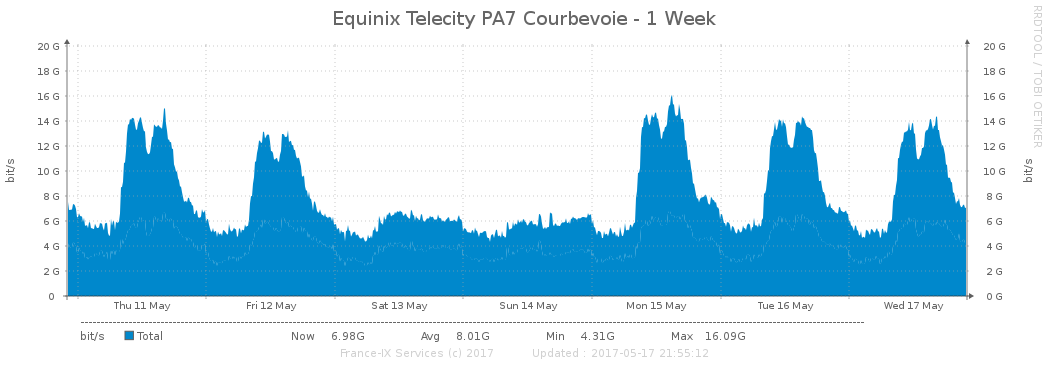 Equinix Telecity PA7 Courbevoie - 1 Week
RRDTOOL / TOBI OETIKER
bit/s
20 G
18 G
16 G
14 G
12 G
10 G
8 G
6 G
4 G
2 G
0
20 G
18 G
16 G
14 G
12 G
10 G
8 G
6 G
4 G
2 G
0 G
bit/s
Thu 11 May Fri 12 May Sat 13 May Sun 14 May Mon 15 May Tue 16 May Wed 17 May
bit/s Total Now 6.98G Avg 8.01G Min 4.31G Max 16.09G
France-IX Services (c) 2017 Updated : 2017-05-17 21:55:12